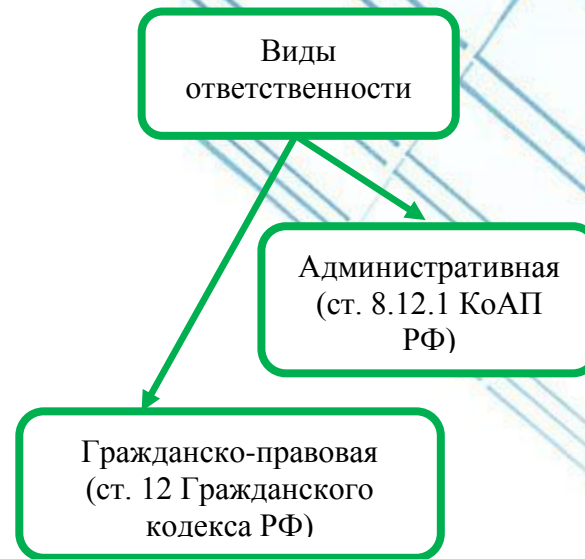 Виды
ответственности
Административная
(ст. 8.12.1 КоАП
РФ)
Гражданско-правовая
(ст. 12 Гражданского
кодекса РФ)